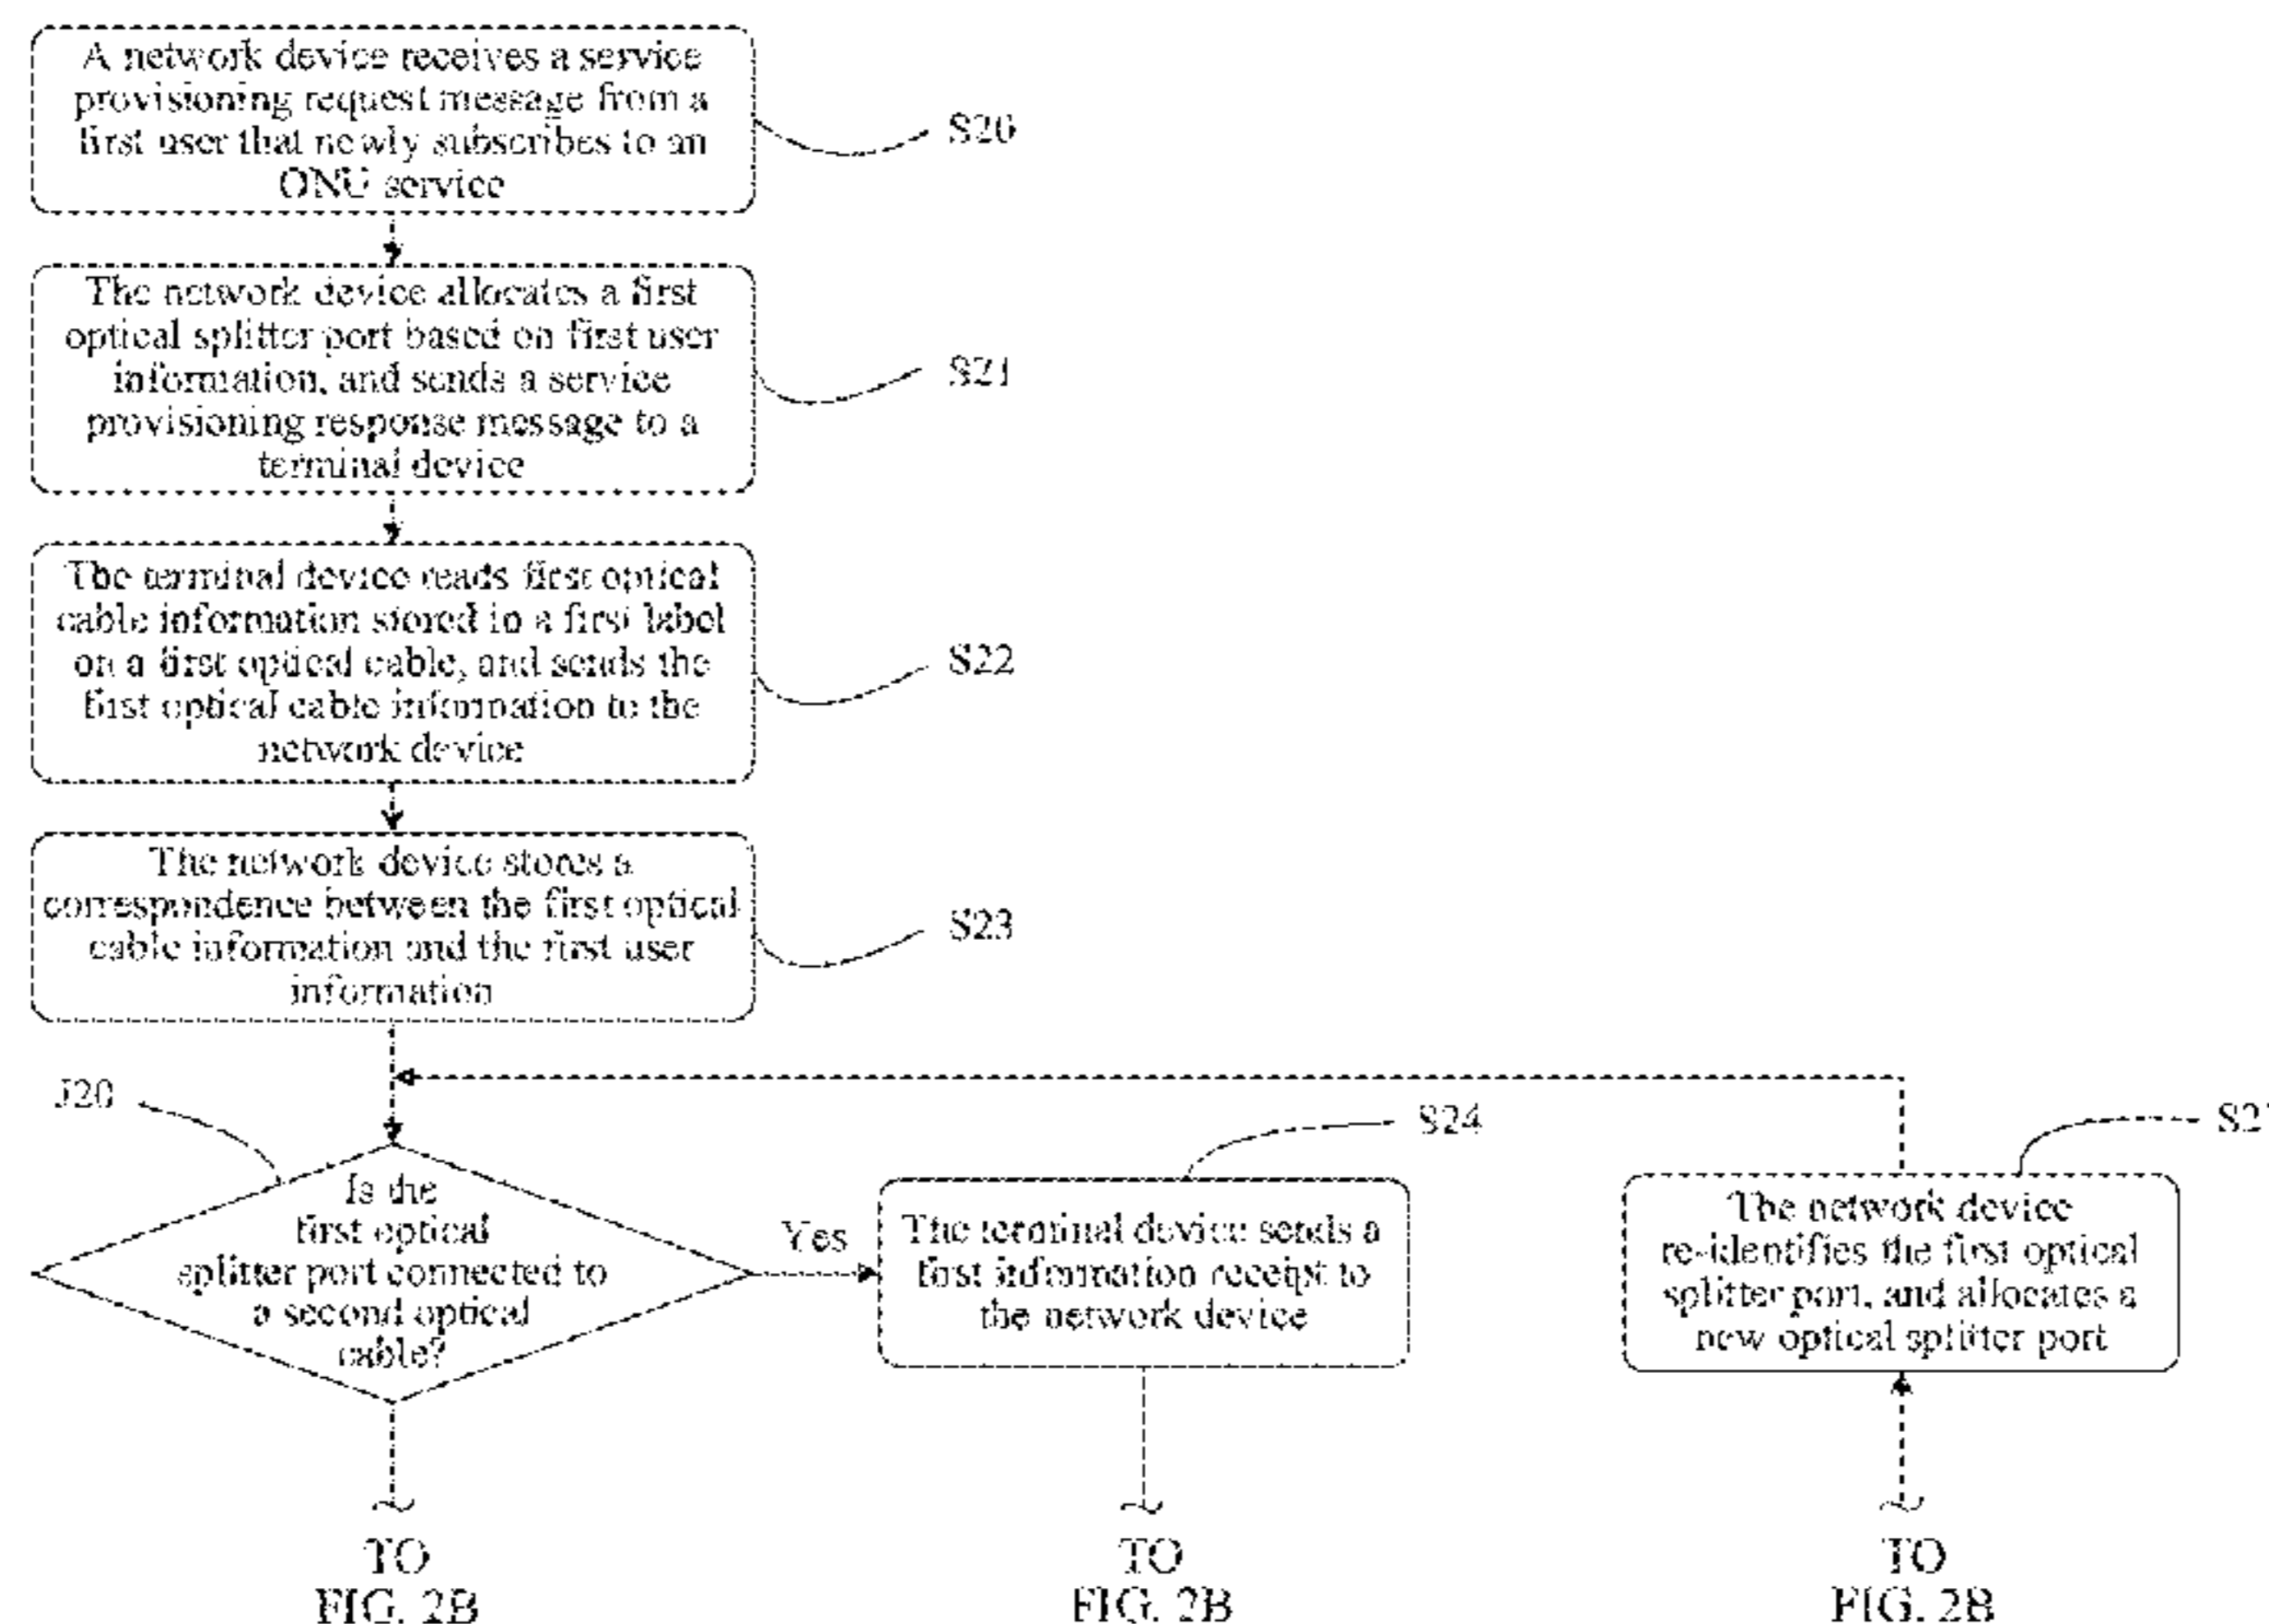 A network device receives a service
provisioning request message from a
first user that newly subscribes to an
ONU service
S20
The network device allocates a first
optical splitter port based on first user
information, and sends a service
provisioning response message to a
terminal device
S21
The terminal device reads first optical
cable information stored in a first label
on a first optical cable, and sends the
first optical cable information to the
network device
S22
The network device stores a
correspondence between the first optical
cable information and the first user
information
S23
J20
Is the
first optical
splitter port connected to
a second optical
cable?
Yes
S24
The terminal device sends a
first information receipt to
the network device
The network device
re-identifies the first optical
splitter port, and allocates a
new optical splitter port
TO
FIG. 2B
TO
FIG. 2B
TO
FIG. 2B